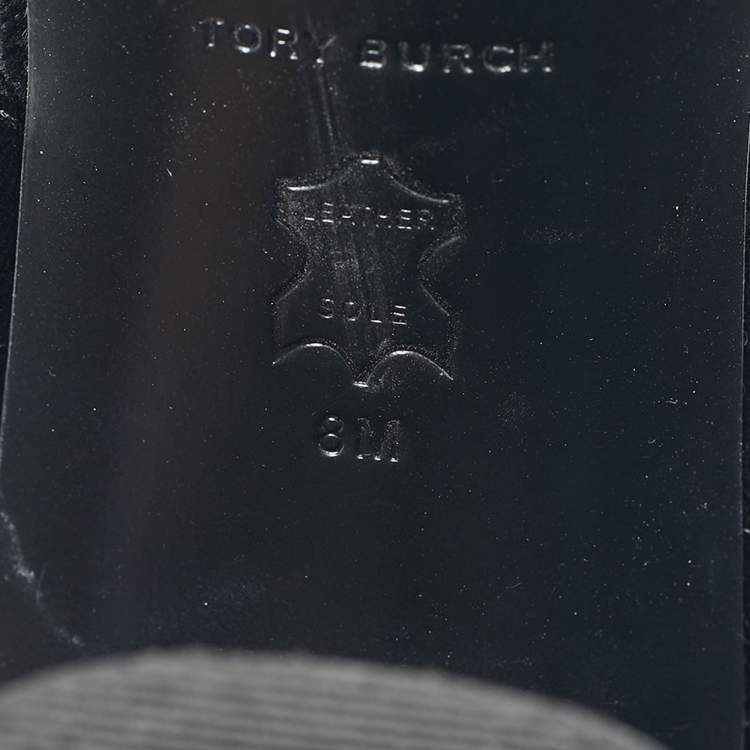 TORY BURCH
LEATHER
SOLE
8M